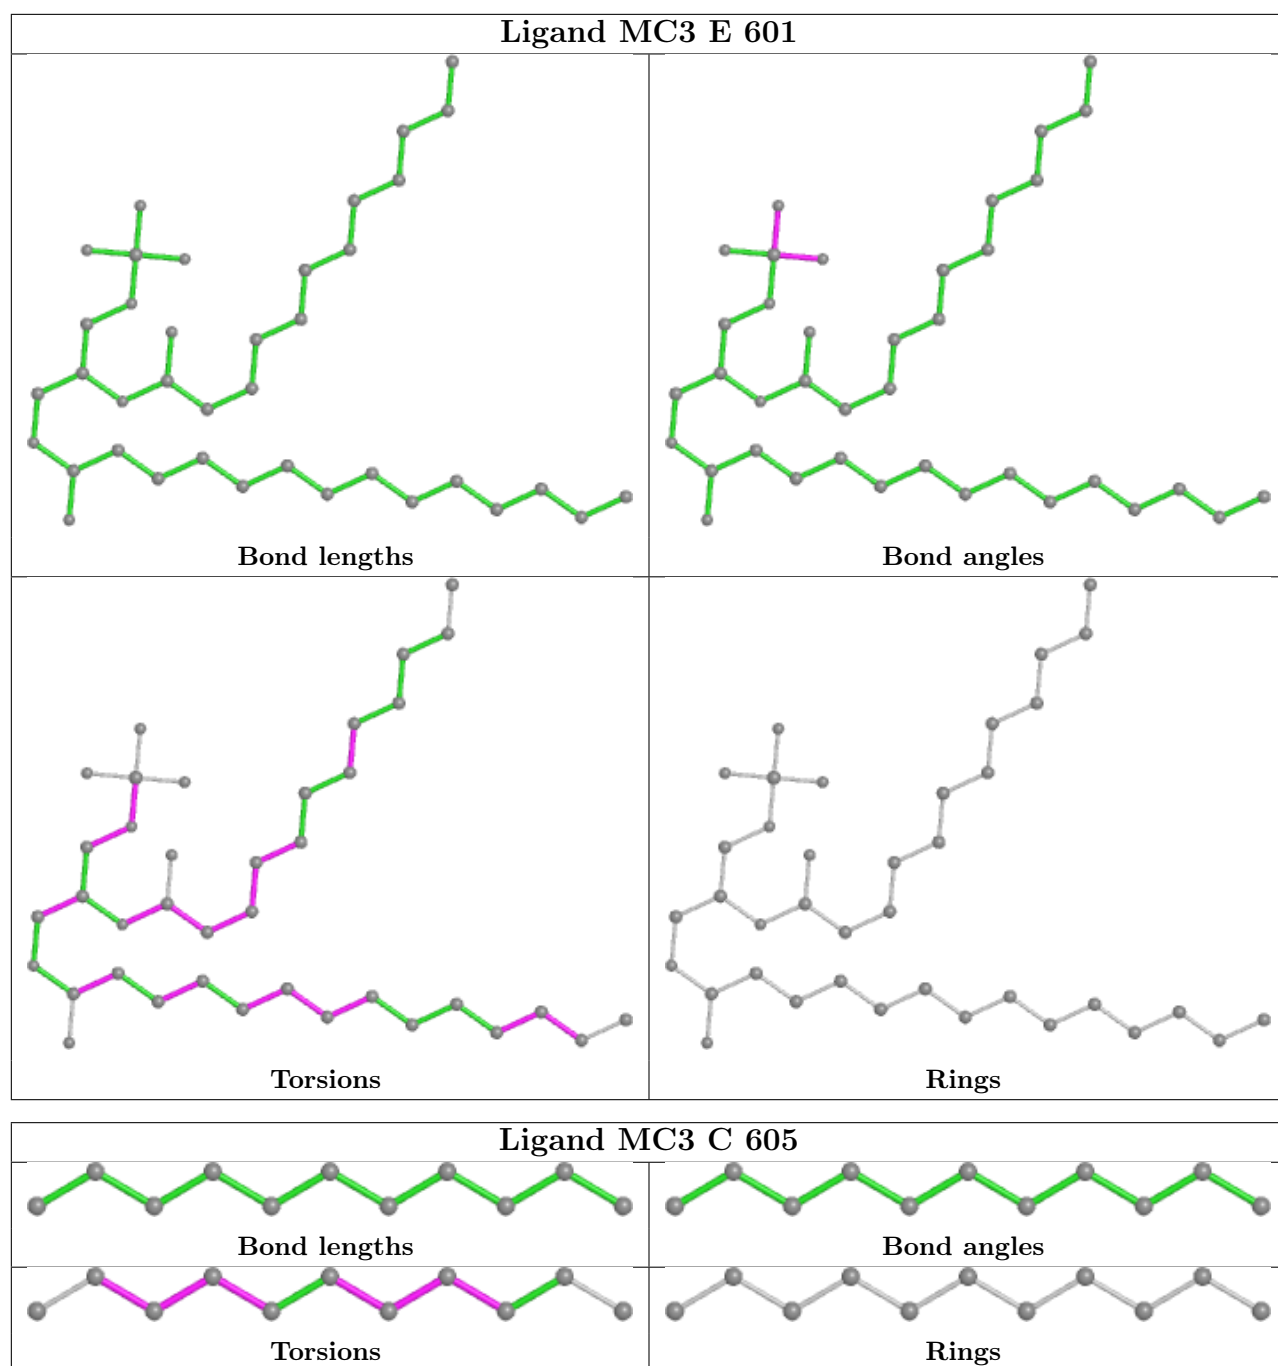 Ligand MC3 E 601
Bond lengths
Bond angles
Torsions
Rings
Ligand MC3 C 605
Bond lengths
Bond angles
Torsions
Rings